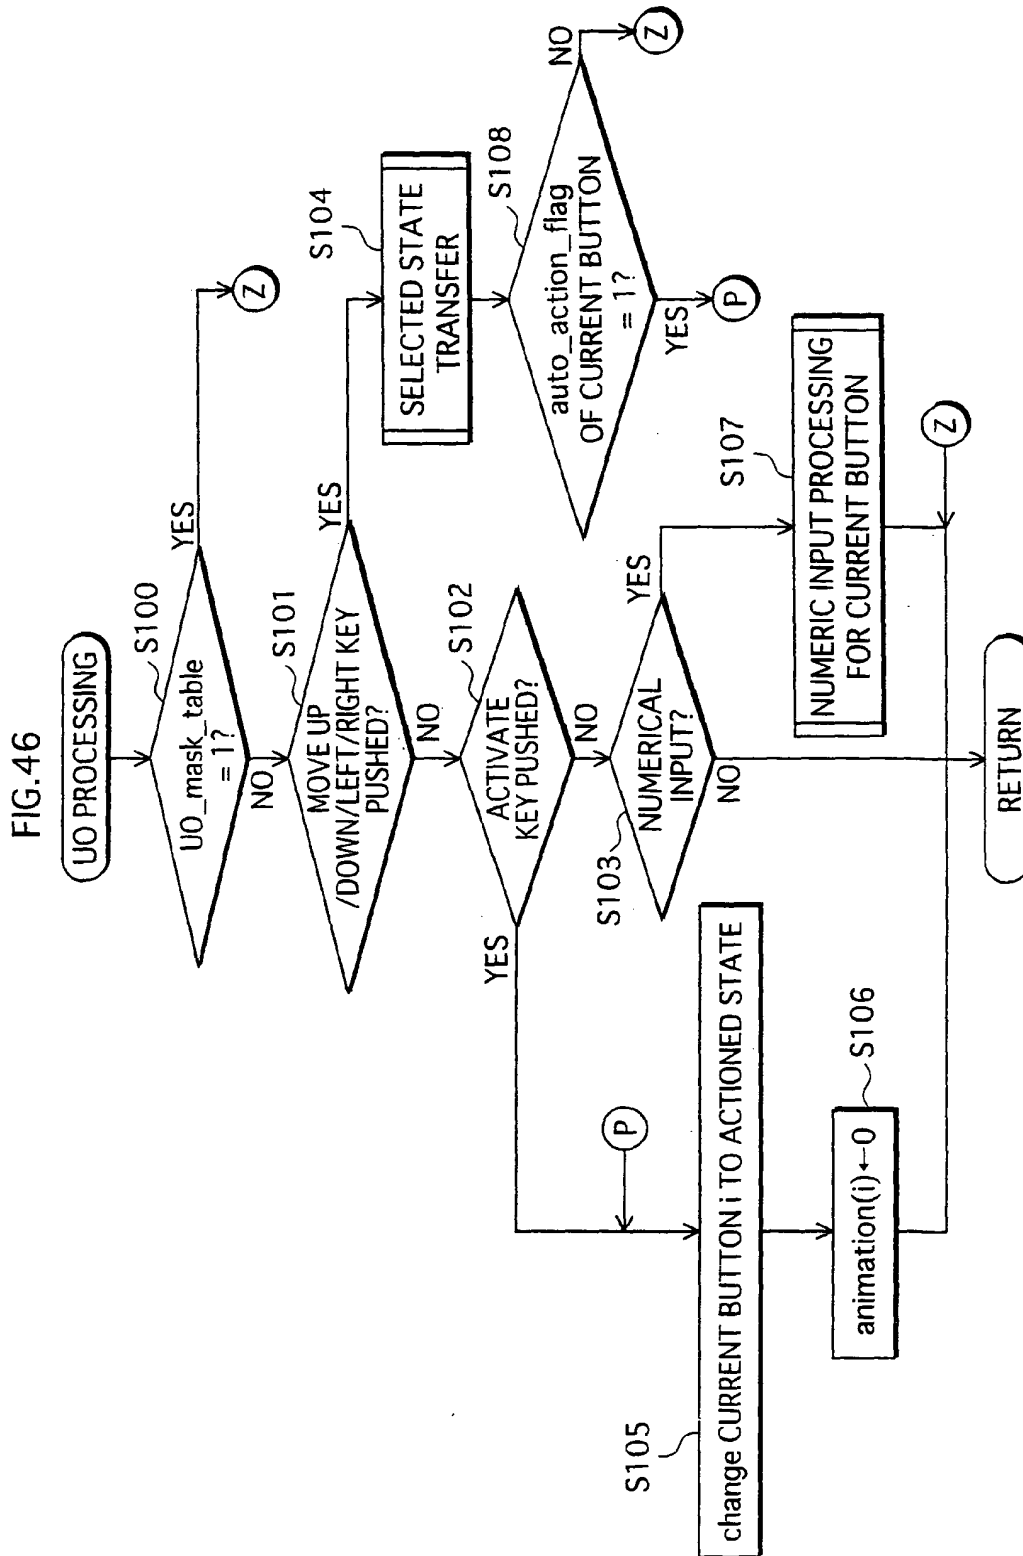 FIG.46
UO PROCESSING
S100
UO_mask_table
= 1?
YES
Z
NO
S101
MOVE UP
/DOWN/LEFT/RIGHT KEY
PUSHED?
YES
NO
S104
SELECTED STATE
TRANSFER
S108
auto_action_flag
OF CURRENT BUTTON
= 1?
NO
Z
YES
P
S102
ACTIVATE
KEY PUSHED?
YES
NO
S103
NUMERICAL
INPUT?
YES
NO
S107
NUMERIC INPUT PROCESSING
FOR CURRENT BUTTON
Z
P
S105
change CURRENT BUTTON i TO ACTIONED STATE
S106
animation(i)←0
RETURN